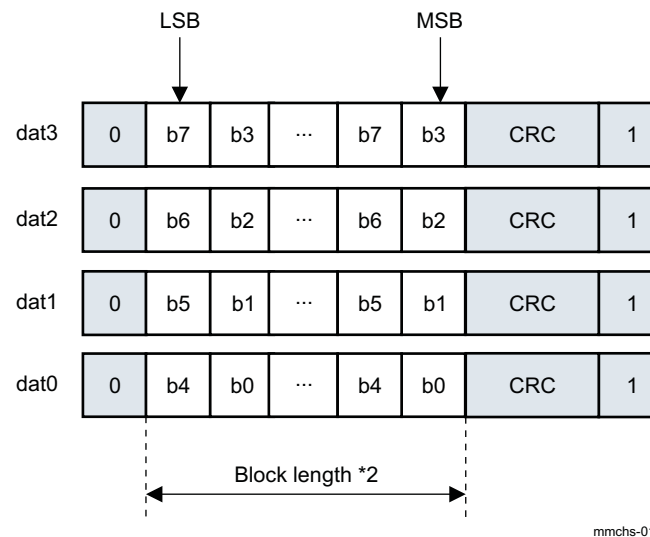 LSB MSB
dat3 0 b7 b3 ... b7 b3 CRC 1
dat2 0 b6 b2 ... b6 b2 CRC 1
dat1 0 b5 b1 ... b5 b1 CRC 1
dat0 0 b4 b0 ... b4 b0 CRC 1
Block length *2